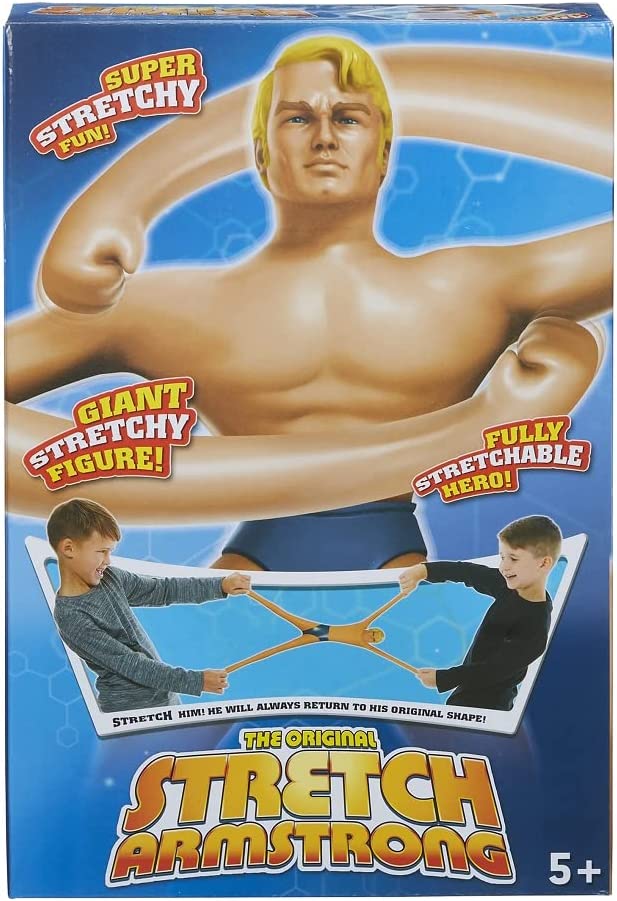 SUPER
STRETCHY
FUN!
GIANT
STRETCHY
FIGURE!
FULLY
STRETCHABLE
HERO!
STRETCH HIM! HE WILL ALWAYS RETURN TO HIS ORIGINAL SHAPE!
THE ORIGINAL
STRETCH
ARMSTRONG
5+